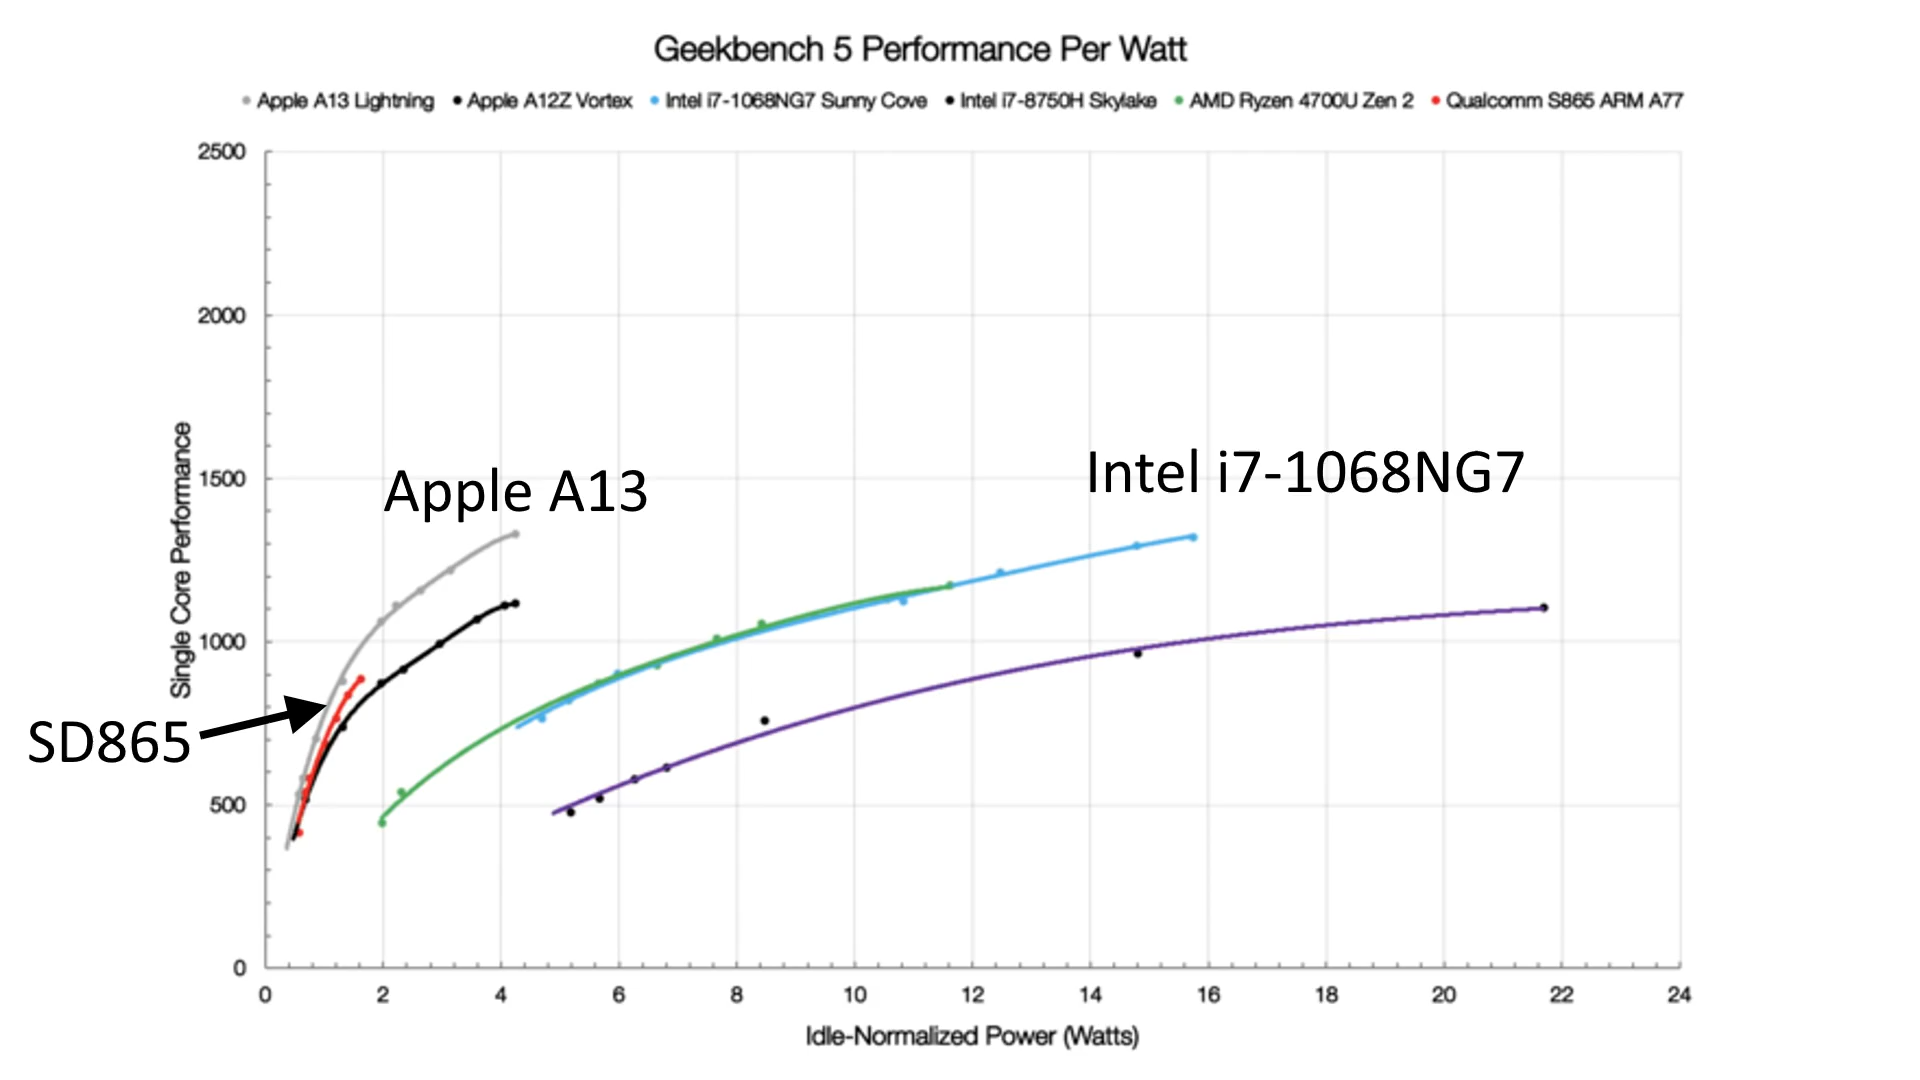 Geekbench 5 Performance Per Watt
Apple A13 Lightning Apple A12Z Vortex Intel i7-1068NG7 Sunny Cove Intel i7-8750H Skylake AMD Ryzen 4700U Zen 2 Qualcomm S865 ARM A77
2500
2000
1500
1000
500
0
Single Core Performance
Apple A13
Intel i7-1068NG7
SD865
0 2 4 6 8 10 12 14 16 18 20 22 24
Idle-Normalized Power (Watts)